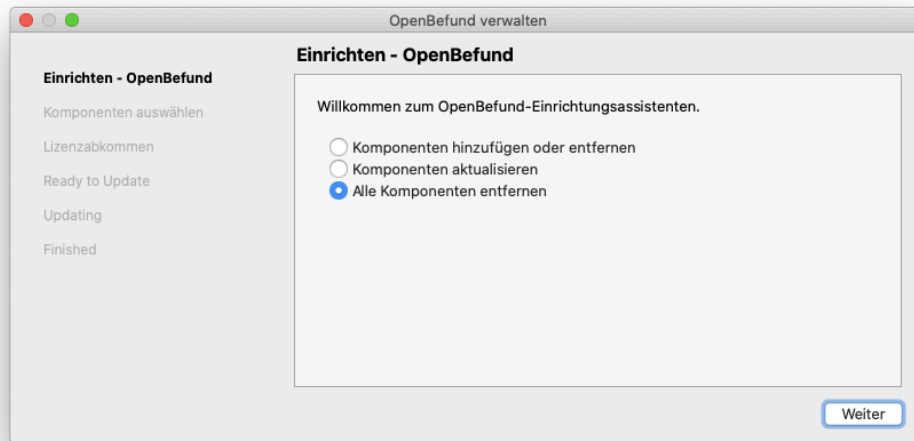 OpenBefund verwalten
Einrichten - OpenBefund
Komponenten auswählen
Lizenzabkommen
Ready to Update
Updating
Finished
Einrichten - OpenBefund
Willkommen zum OpenBefund-Einrichtungsassistenten.
Komponenten hinzufügen oder entfernen
Komponenten aktualisieren
Alle Komponenten entfernen
Weiter